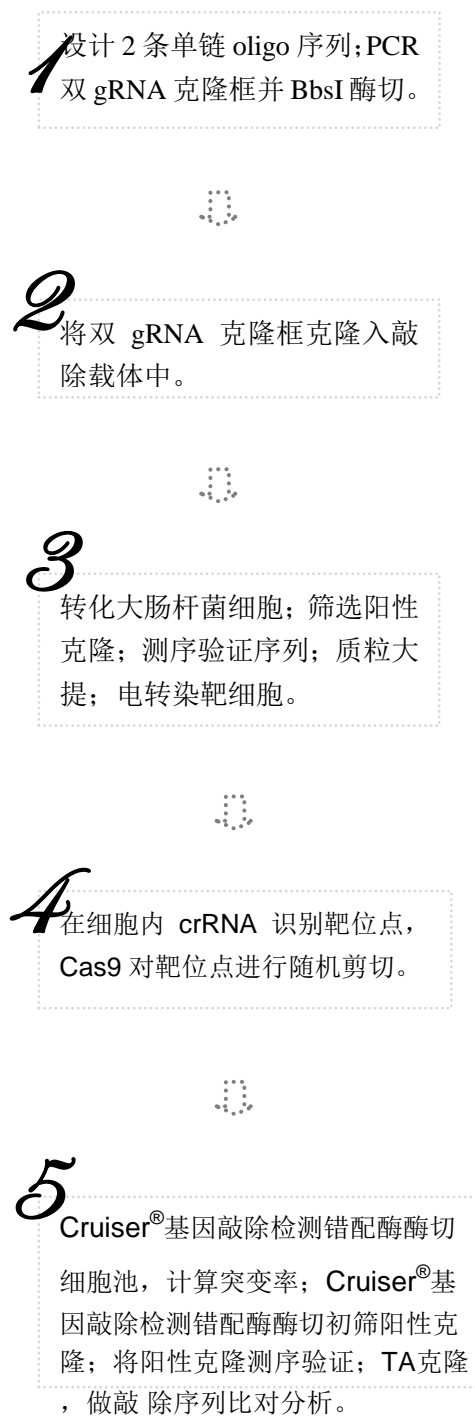 1
设计 2 条单链 oligo 序列;PCR
双 gRNA 克隆框并 BbsI 酶切。
2
将双 gRNA 克隆框克隆入敲
除载体中。
3
转化大肠杆菌细胞；筛选阳性
克隆；测序验证序列；质粒大
提；电转染靶细胞。
4
在细胞内 crRNA 识别靶位点，
Cas9 对靶位点进行随机剪切。
5
Cruiser®基因敲除检测错配酶酶切
细胞池，计算突变率；Cruiser®基
因敲除检测错配酶酶切初筛阳性克
隆；将阳性克隆测序验证；TA克隆
，做敲 除序列比对分析。